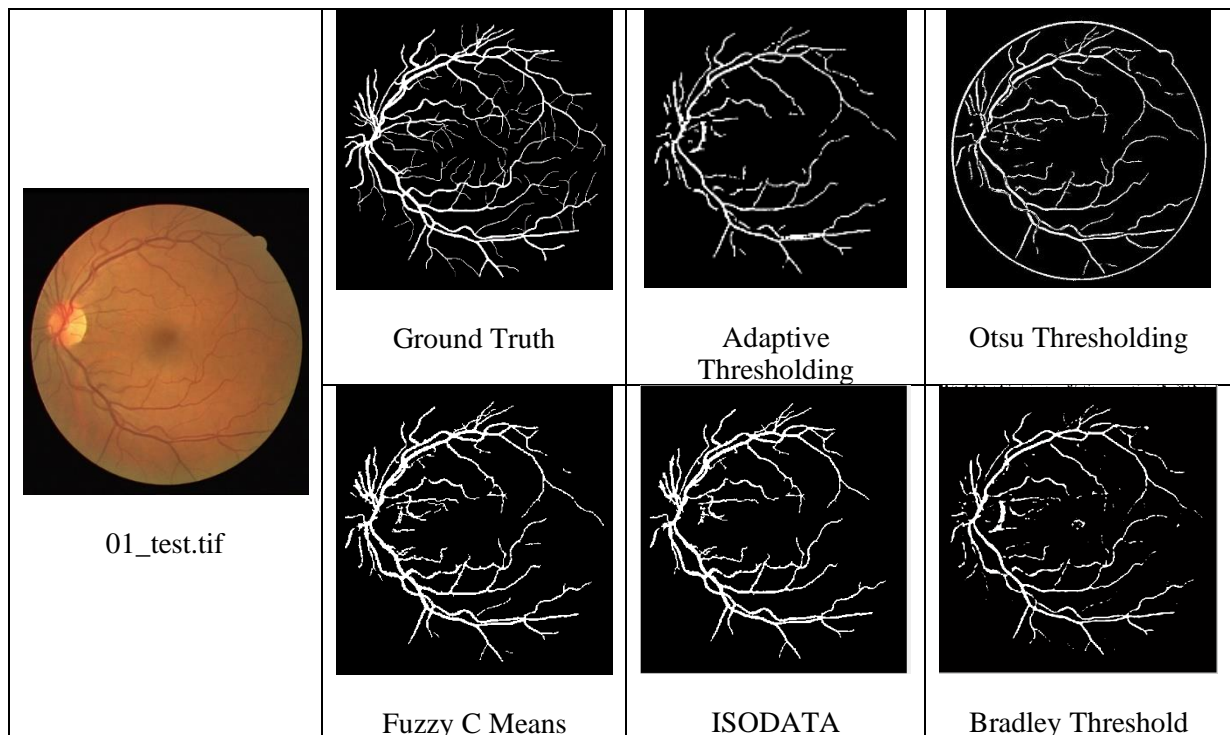 01_test.tif
Ground Truth
Adaptive
Thresholding
Otsu Thresholding
Fuzzy C Means
ISODATA
Bradley Threshold